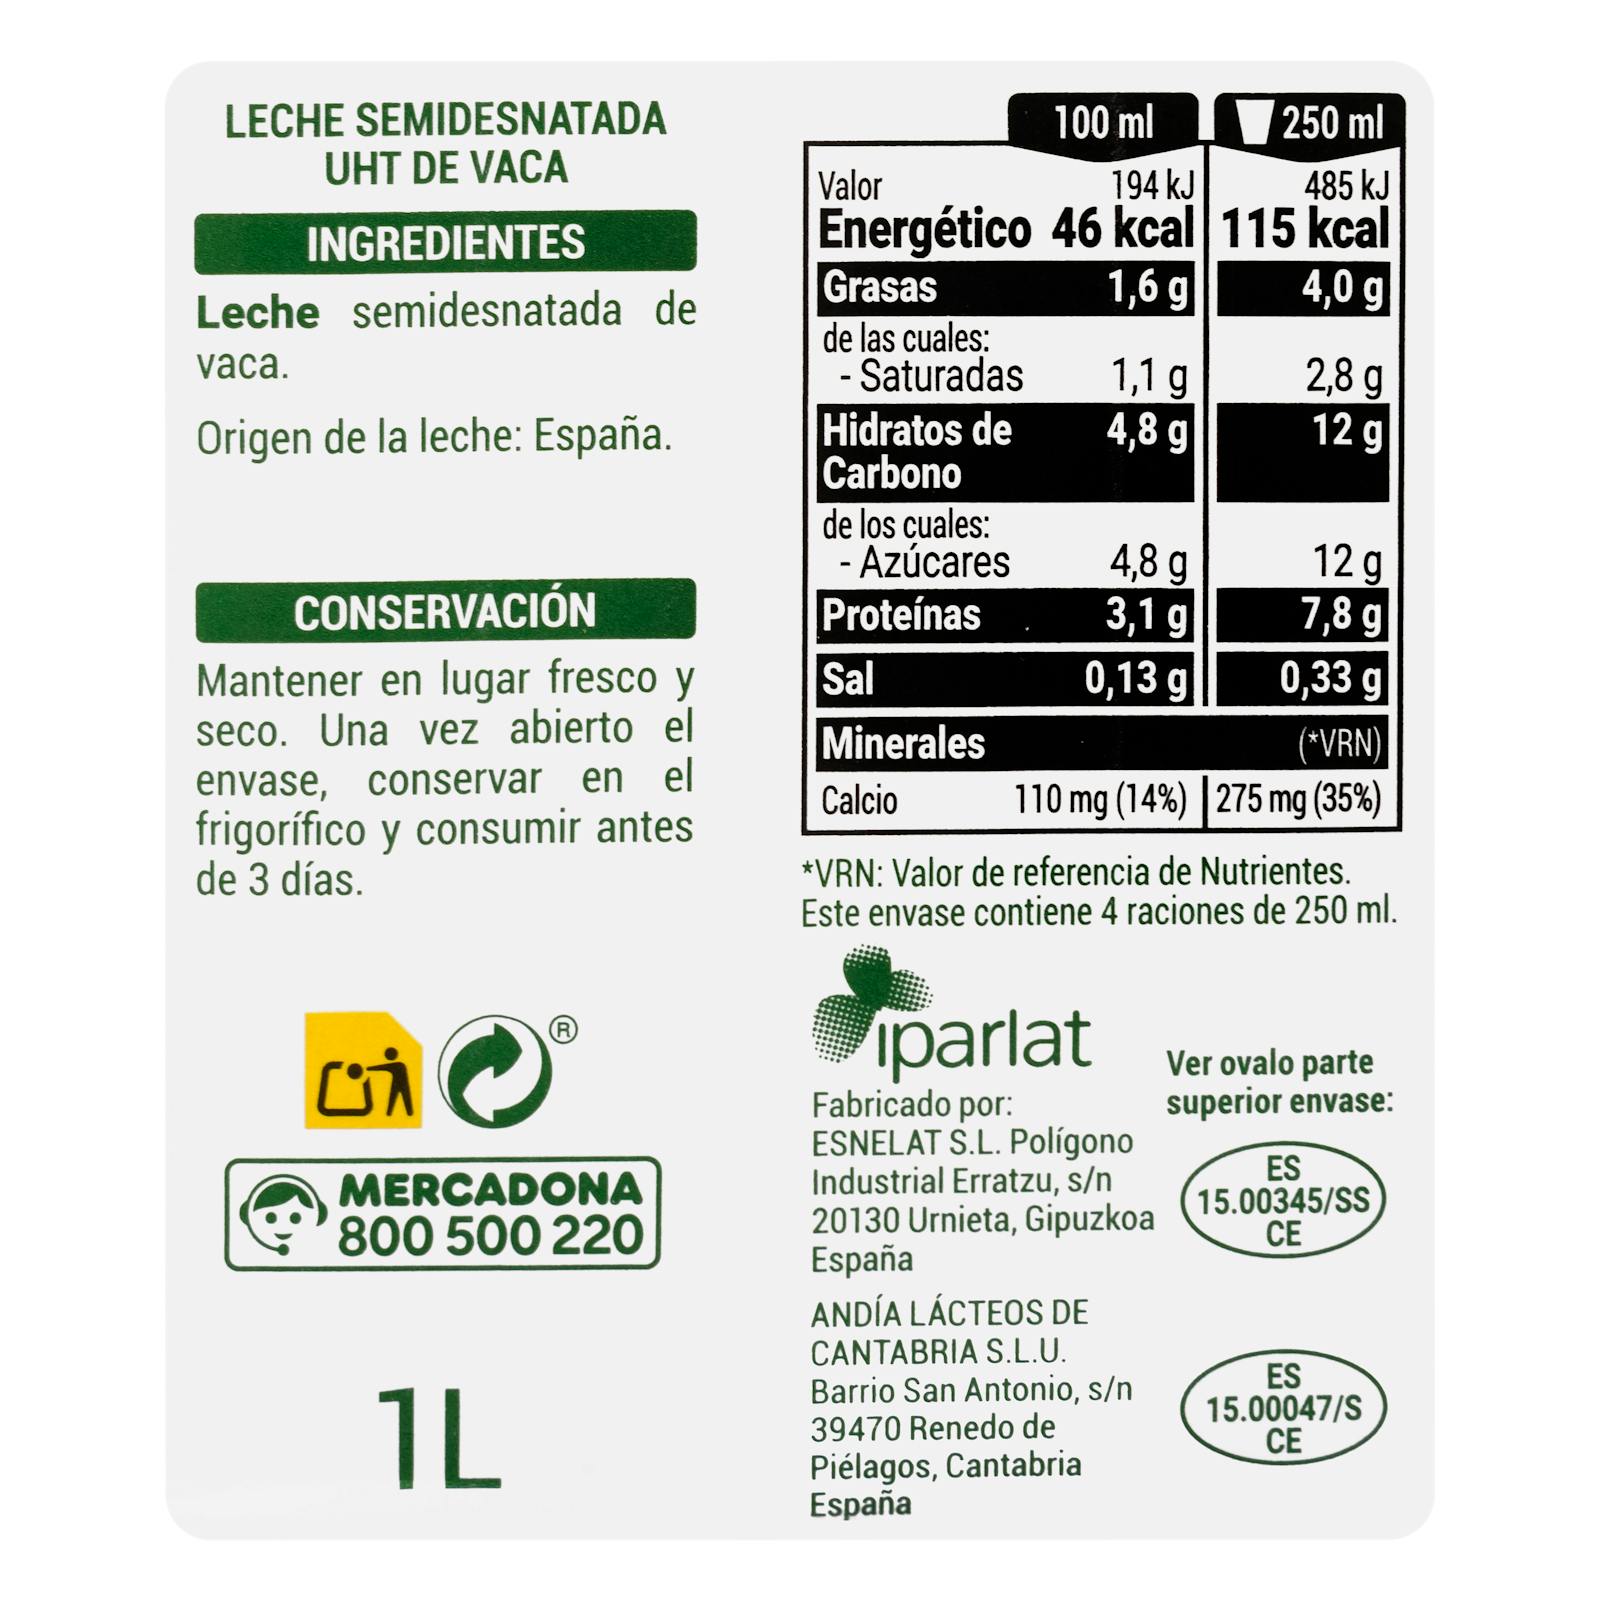 LECHE SEMIDESNATADA
UHT DE VACA
INGREDIENTES
Leche semidesnatada de
vaca.
Origen de la leche: España.
CONSERVACIÓN
Mantener en lugar fresco y
seco. Una vez abierto el
envase, conservar en el
frigorífico y consumir antes
de 3 días.
®
MERCADONA
800 500 220
1L
100 ml 250 ml
Valor 194 kJ 485 kJ
Energético 46 kcal 115 kcal
Grasas 1,6 g 4,0 g
de las cuales:
- Saturadas 1,1 g 2,8 g
Hidratos de 4,8 g 12 g
Carbono
de los cuales:
- Azúcares 4,8 g 12 g
Proteínas 3,1 g 7,8 g
Sal 0,13 g 0,33 g
Minerales (*VRN)
Calcio 110 mg (14%) 275 mg (35%)
*VRN: Valor de referencia de Nutrientes.
Este envase contiene 4 raciones de 250 ml.
iparlat
Fabricado por:
ESNELAT S.L. Polígono
Industrial Erratzu, s/n
20130 Urnieta, Gipuzkoa
España
ANDÍA LÁCTEOS DE
CANTABRIA S.L.U.
Barrio San Antonio, s/n
39470 Renedo de
Piélagos, Cantabria
España
Ver ovalo parte
superior envase:
ES
15.00345/SS
CE
ES
15.00047/S
CE